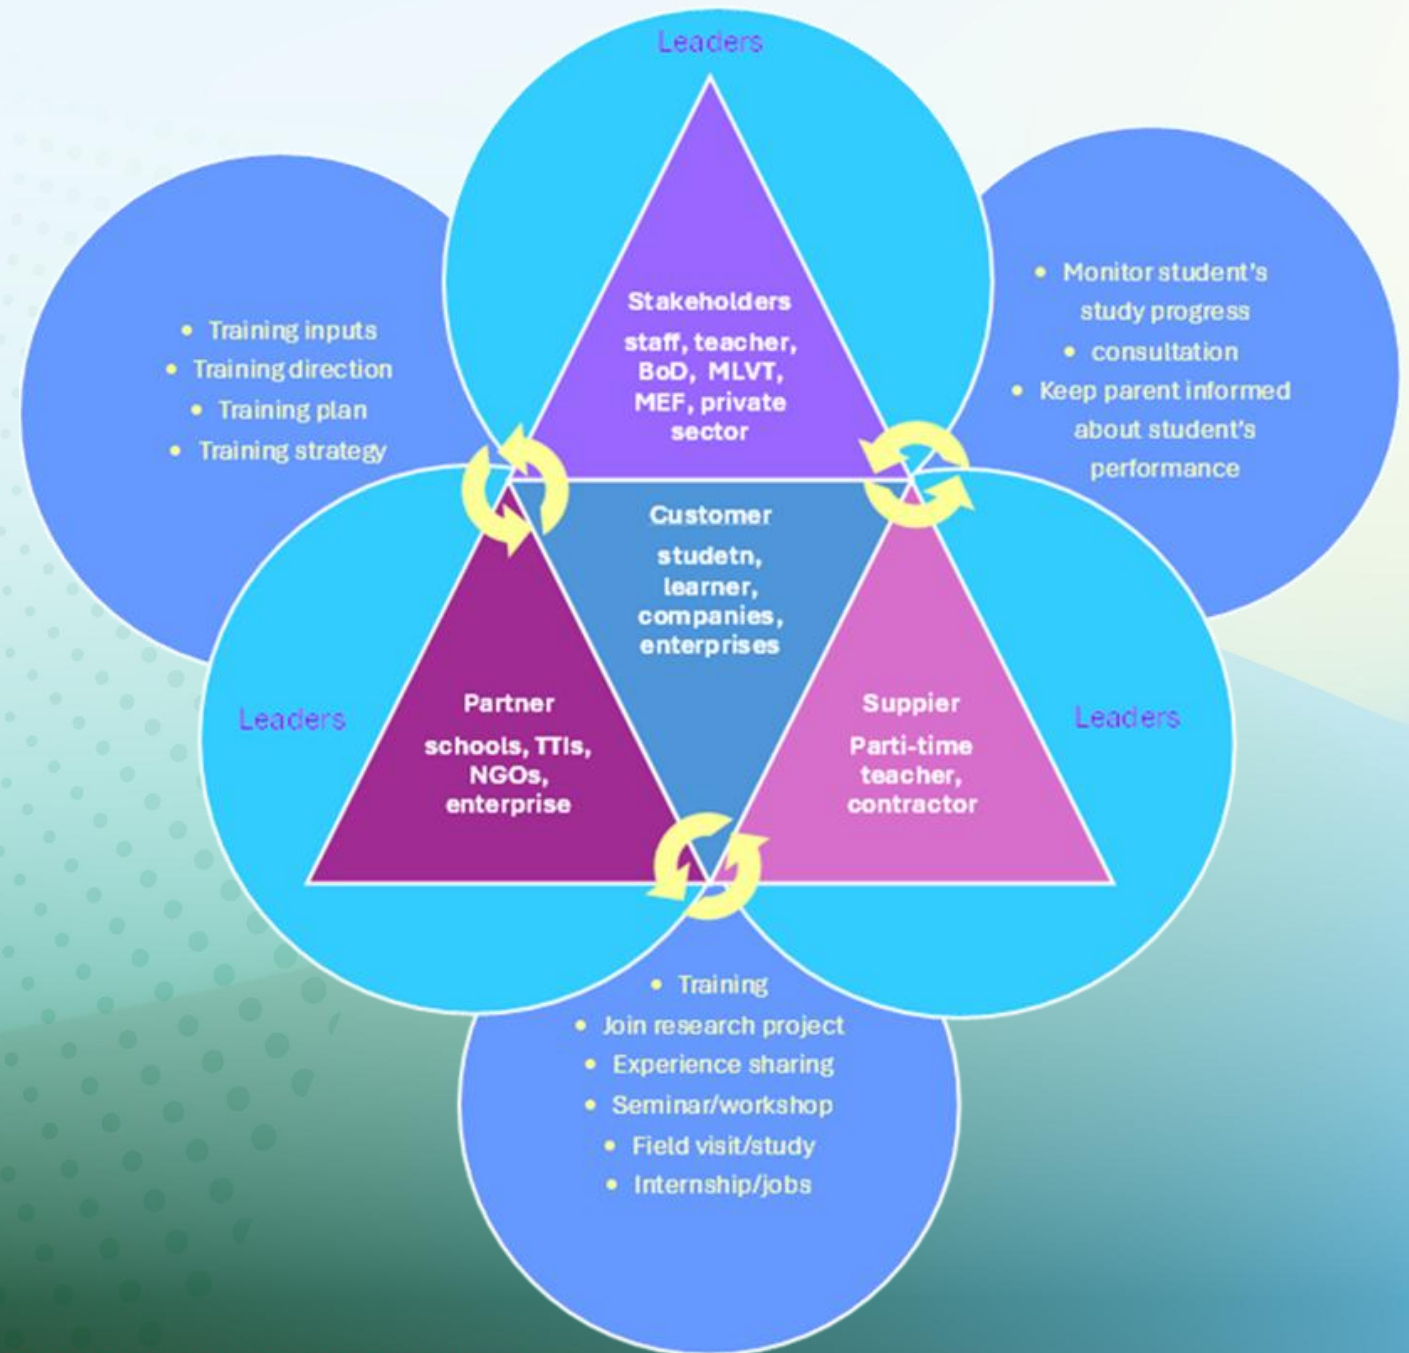 Leaders
Stakeholders
staff, teacher,
BoD, MLVT,
MEF, private
sector
• Training inputs
• Training direction
• Training plan
• Training strategy
• Monitor student's
study progress
• consultation
• Keep parent informed
about student's
performance
Customer
studetn,
learner,
companies,
enterprises
Leaders
Partner
schools, TTIs,
NGOs,
enterprise
Suppier
Parti-time
teacher,
contractor
Leaders
• Training
• Join research project
• Experience sharing
• Seminar/workshop
• Field visit/study
• Internship/jobs